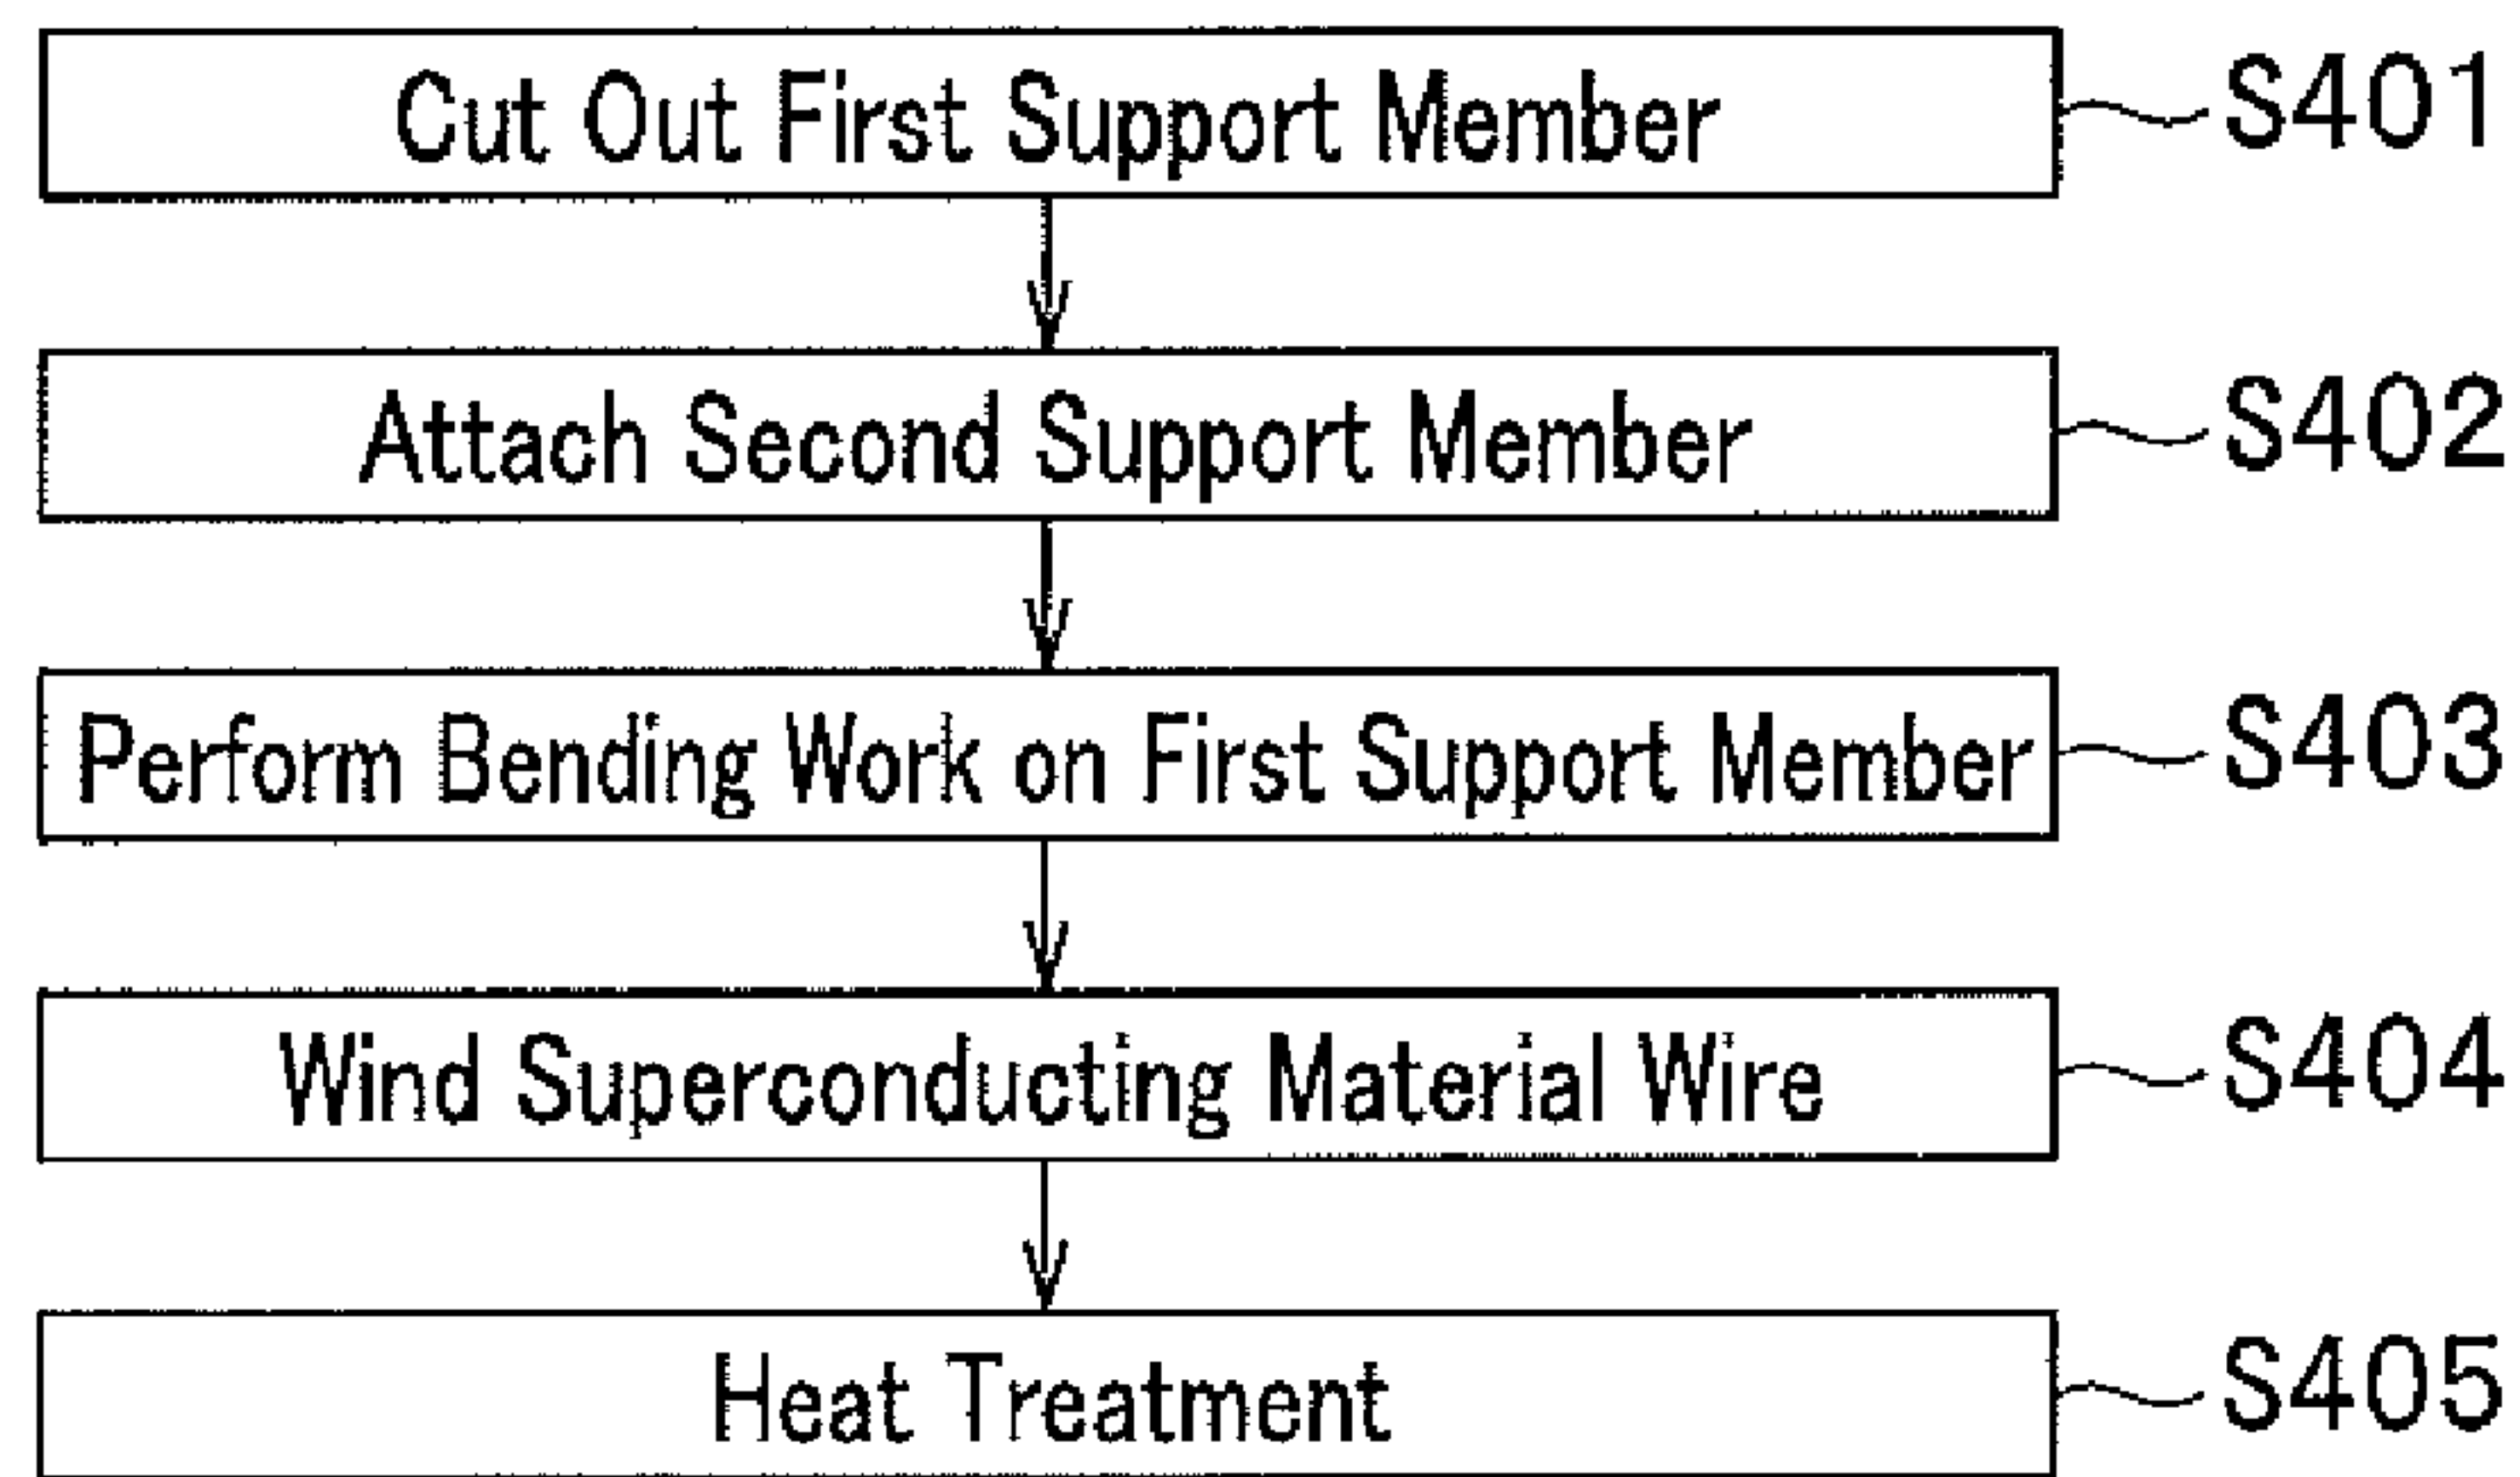 Cut Out First Support Member S401
Attach Second Support Member S402
Perform Bending Work on First Support Member S403
Wind Superconducting Material Wire S404
Heat Treatment S405